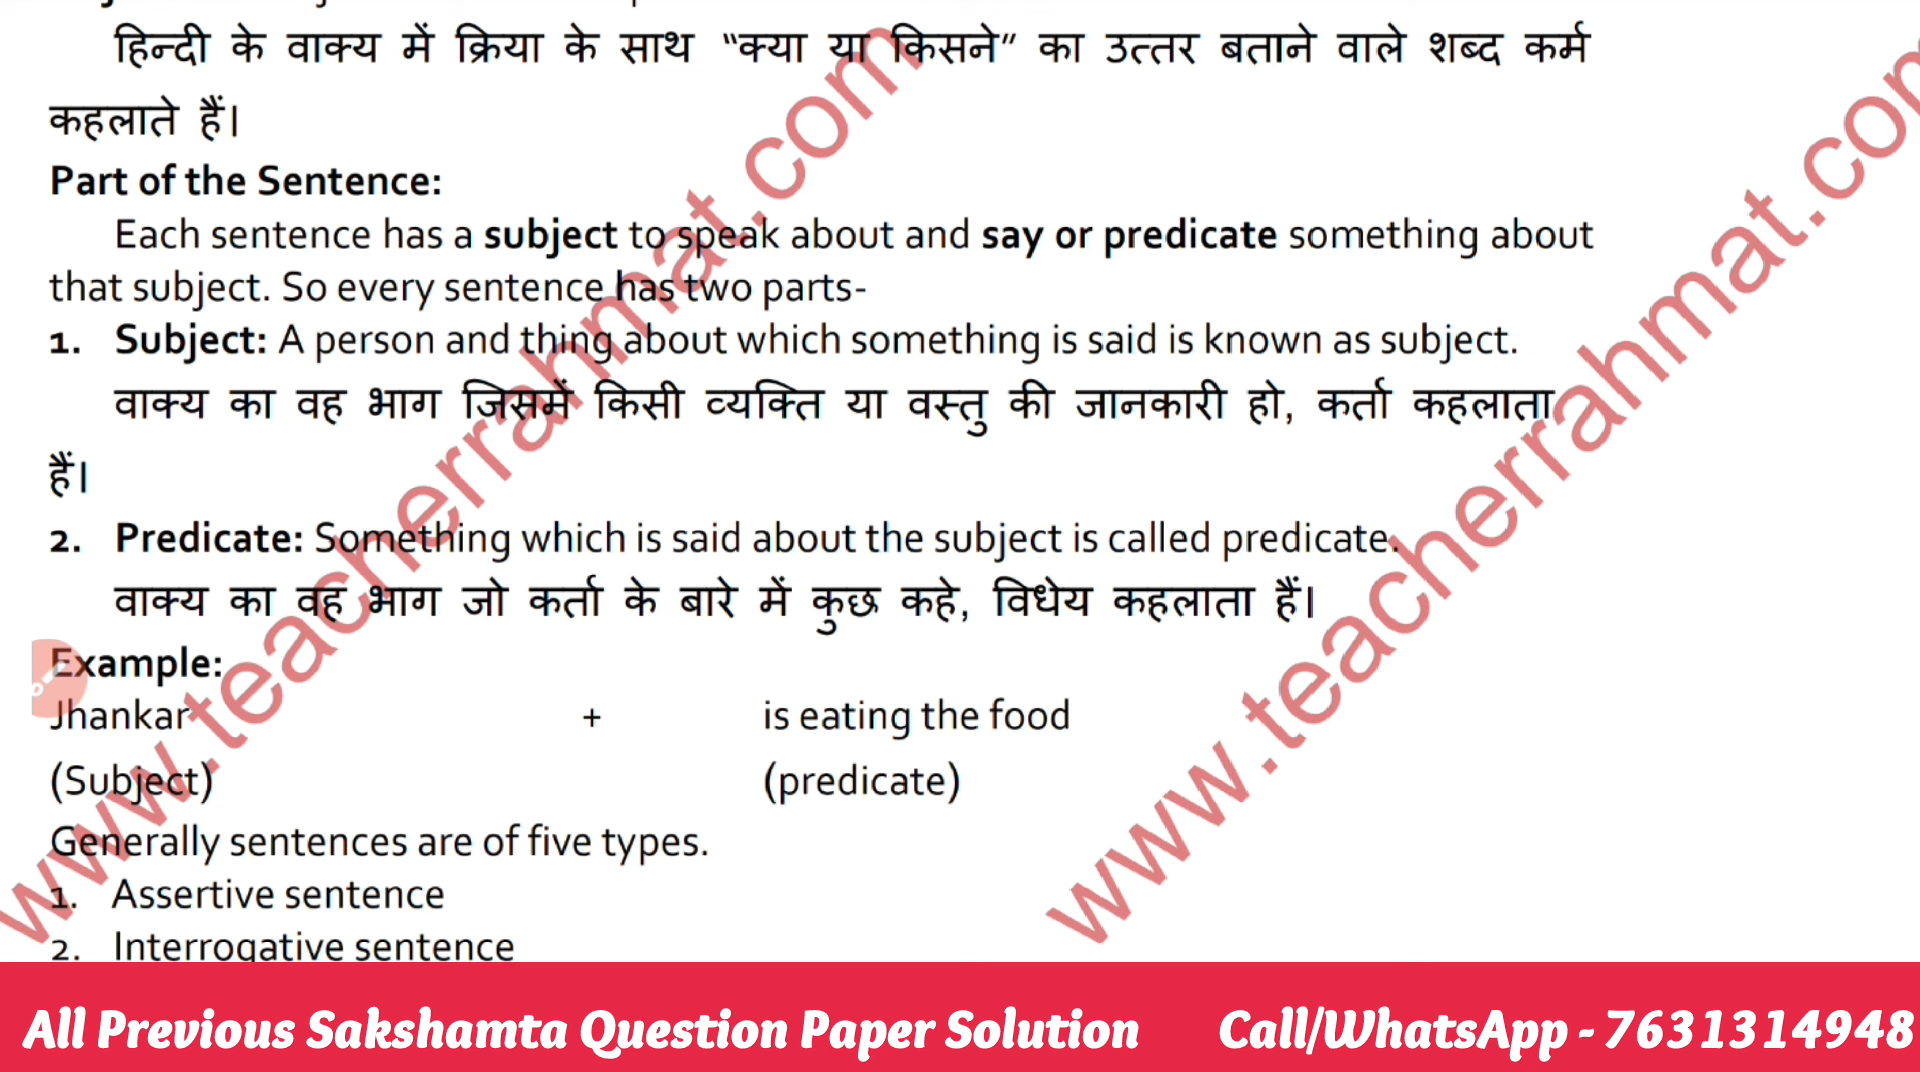 हिन्दी के वाक्य में क्रिया के साथ “क्या या किसने” का उत्तर बताने वाले शब्द कर्म
कहलाते हैं।
Part of the Sentence:
Each sentence has a subject to speak about and say or predicate something about
that subject. So every sentence has two parts-
1. Subject: A person and thing about which something is said is known as subject.
वाक्य का वह भाग जिसमें किसी व्यक्ति या वस्तु की जानकारी हो, कर्ता कहलाता
हैं।
2. Predicate: Something which is said about the subject is called predicate.
वाक्य का वह भाग जो कर्ता के बारे में कुछ कहे, विधेय कहलाता हैं।
Example:
Jhankar + is eating the food
(Subject) (predicate)
Generally sentences are of five types.
1. Assertive sentence
2. Interrogative sentence
www.teacherrahmat.com
www.teacherrahmat.com
All Previous Sakshamta Question Paper Solution Call/WhatsApp - 7631314948